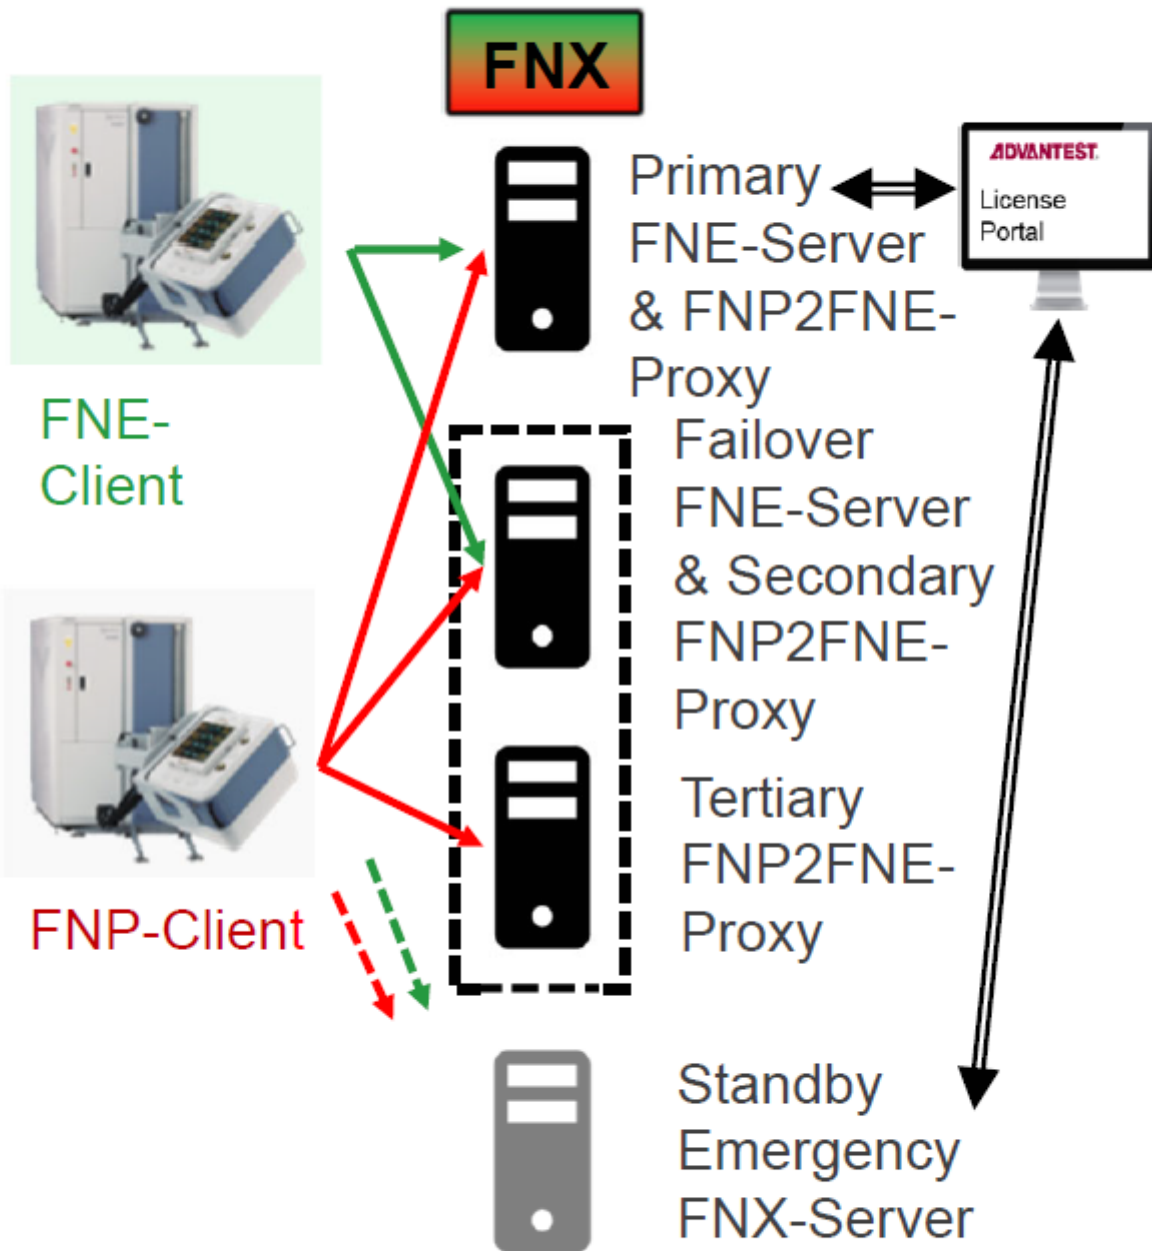 FNX
ADVANTEST
License
Portal
Primary
FNE-Server
& FNP2FNE-
Proxy
FNE-
Client
Failover
FNE-Server
& Secondary
FNP2FNE-
Proxy
Tertiary
FNP2FNE-
Proxy
FNP-Client
Standby
Emergency
FNX-Server